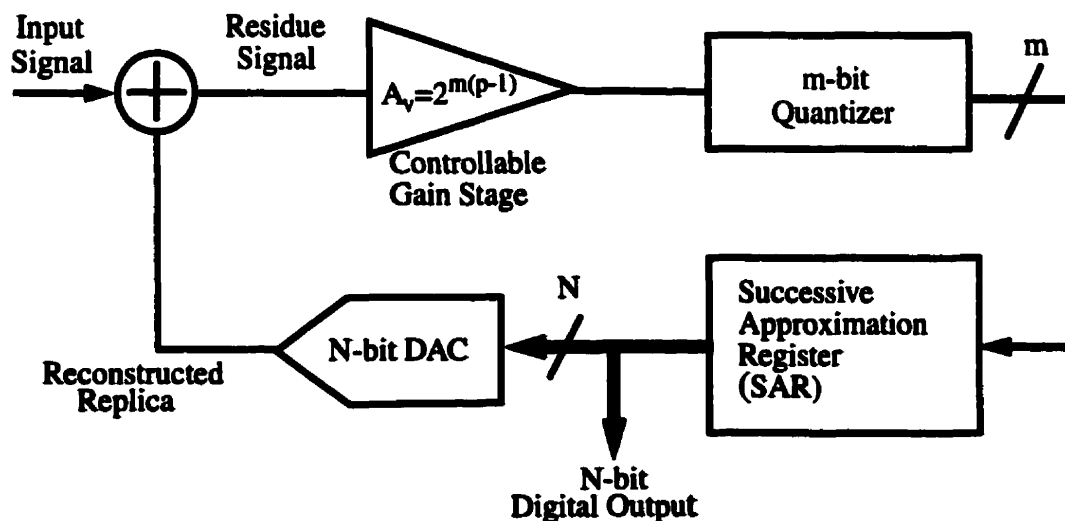 Input
Signal
Residue
Signal
A_v=2^{m(p-1)}
Controllable
Gain Stage
m-bit
Quantizer
m
Successive
Approximation
Register
(SAR)
N
N-bit DAC
Reconstructed
Replica
N-bit
Digital Output